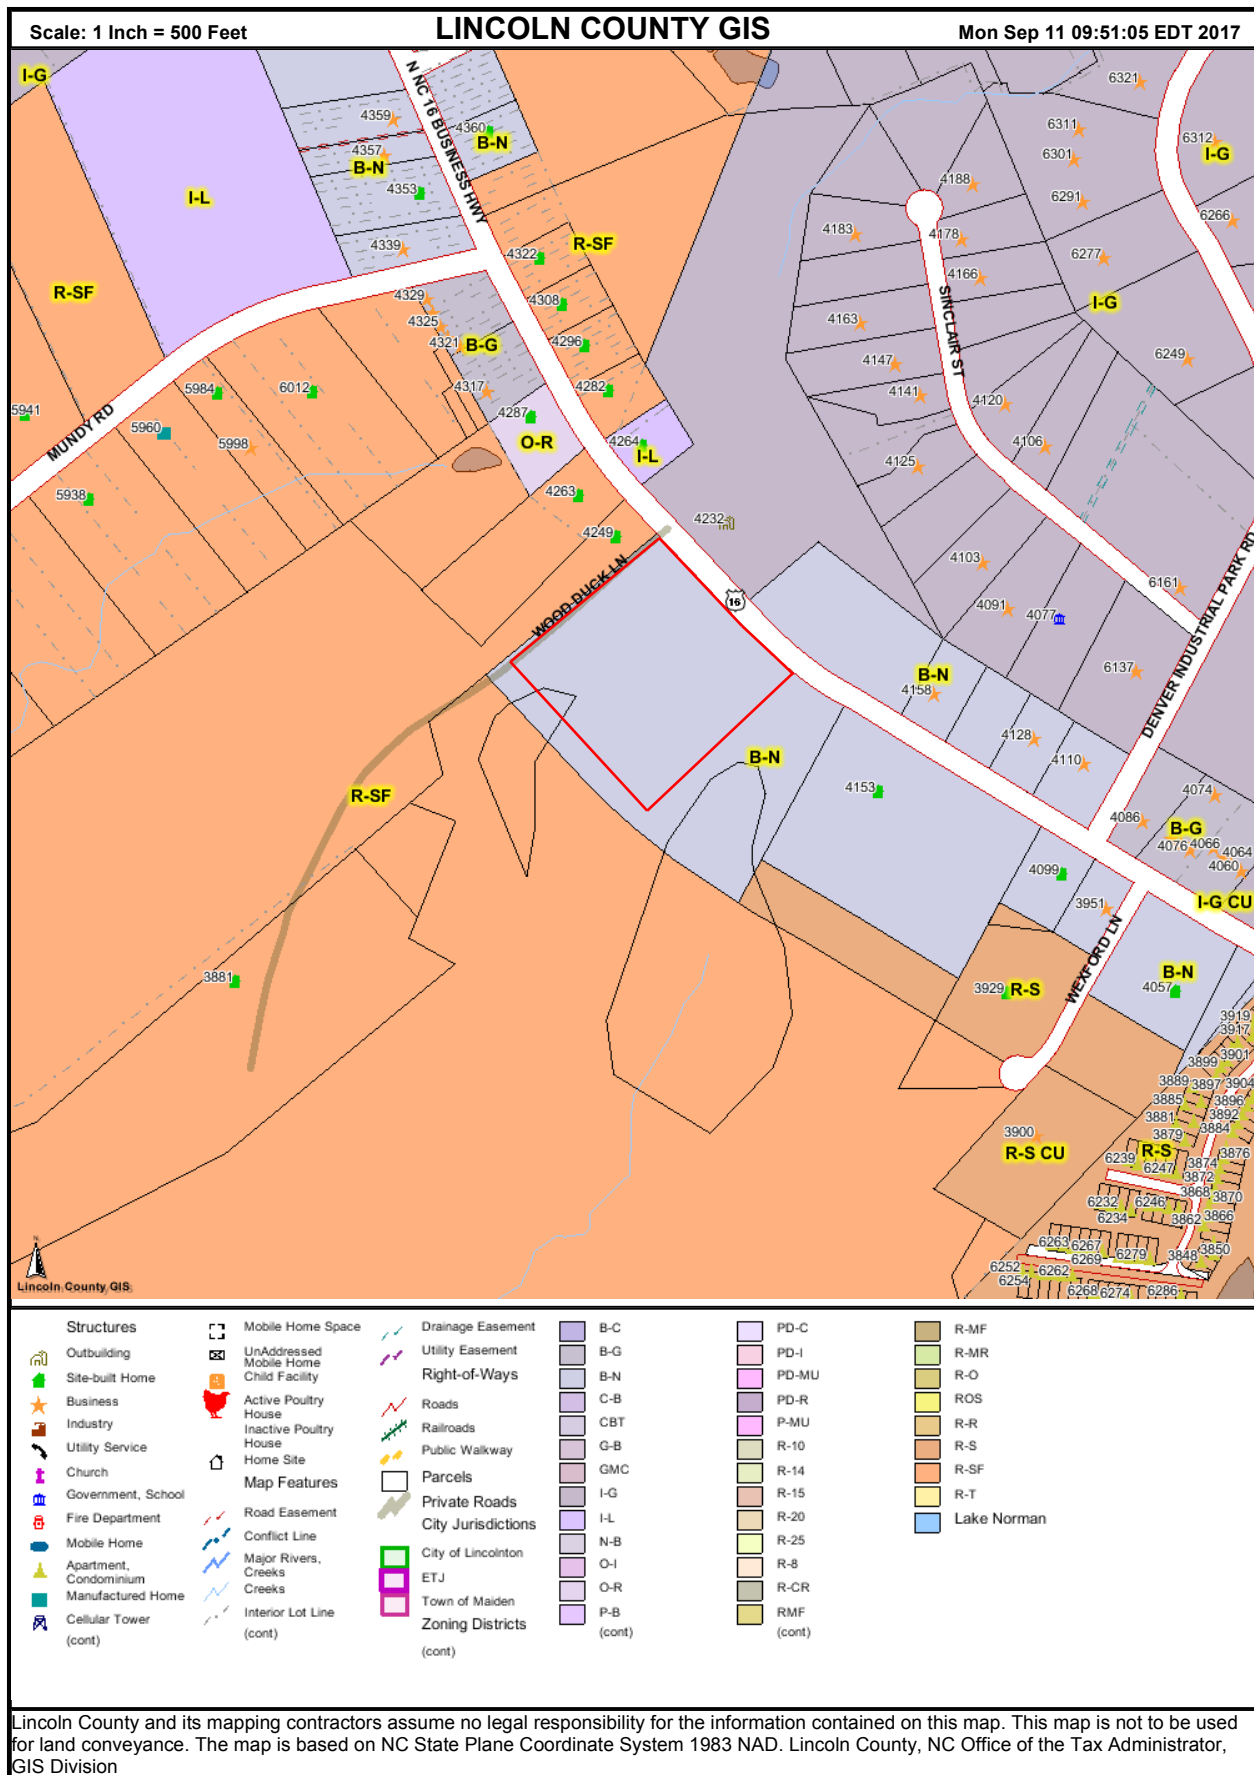 Scale: 1 Inch = 500 Feet
LINCOLN COUNTY GIS
Mon Sep 11 09:51:05 EDT 2017
I-G
N NC 16 BUSINESS HWY
6321
4359
4360
B-N
6311
6312
I-G
4357
B-N
6301
I-L
4353
4188
6291
6266
4183
4178
4339
4322
R-SF
6277
4166
R-SF
4329
4308
SINCLAIR ST
I-G
4325
4163
4321
B-G
4296
4147
6249
5984
6012
4317
4282
4141
4120
5941
MUNDY RD
5960
4287
O-R
4264
I-L
5998
4106
4125
5938
4263
4232
4249
WOOD DUCK LN
4103
16
4091
4077
6161
DENVER INDUSTRIAL PARK RD
B-N
4158
6137
4128
4110
B-N
R-SF
4153
4074
4086
B-G
4076
4066
4064
4060
4099
I-G CU
3951
WEXFORD LN
3881
3929
R-S
B-N
4057
3919
3917
3901
3899
3889
3897
3904
3885
3896
3881
3892
3884
3879
3900
R-S CU
R-S
6239
6247
3874
3876
3872
3868
3870
6232
6246
6234
3862
3866
6263
6267
6269
6279
3848
3850
6252
6262
6254
6268
6274
6286
N
Lincoln County GIS
Structures
Outbuilding
Site-built Home
Business
Industry
Utility Service
Church
Government, School
Fire Department
Mobile Home
Apartment,
Condominium
Manufactured Home
Cellular Tower
(cont)
Mobile Home Space
UnAddressed
Mobile Home
Child Facility
Active Poultry
House
Inactive Poultry
House
Home Site
Map Features
Road Easement
Conflict Line
Major Rivers,
Creeks
Creeks
Interior Lot Line
(cont)
Drainage Easement
Utility Easement
Right-of-Ways
Roads
Railroads
Public Walkway
Parcels
Private Roads
City Jurisdictions
City of Lincolnton
ETJ
Town of Maiden
Zoning Districts
(cont)
B-C
B-G
B-N
C-B
CBT
G-B
GMC
I-G
I-L
N-B
O-I
O-R
P-B
(cont)
PD-C
PD-I
PD-MU
PD-R
P-MU
R-10
R-14
R-15
R-20
R-25
R-8
R-CR
RMF
(cont)
R-MF
R-MR
R-O
ROS
R-R
R-S
R-SF
R-T
Lake Norman
Lincoln County and its mapping contractors assume no legal responsibility for the information contained on this map. This map is not to be used
for land conveyance. The map is based on NC State Plane Coordinate System 1983 NAD. Lincoln County, NC Office of the Tax Administrator,
GIS Division